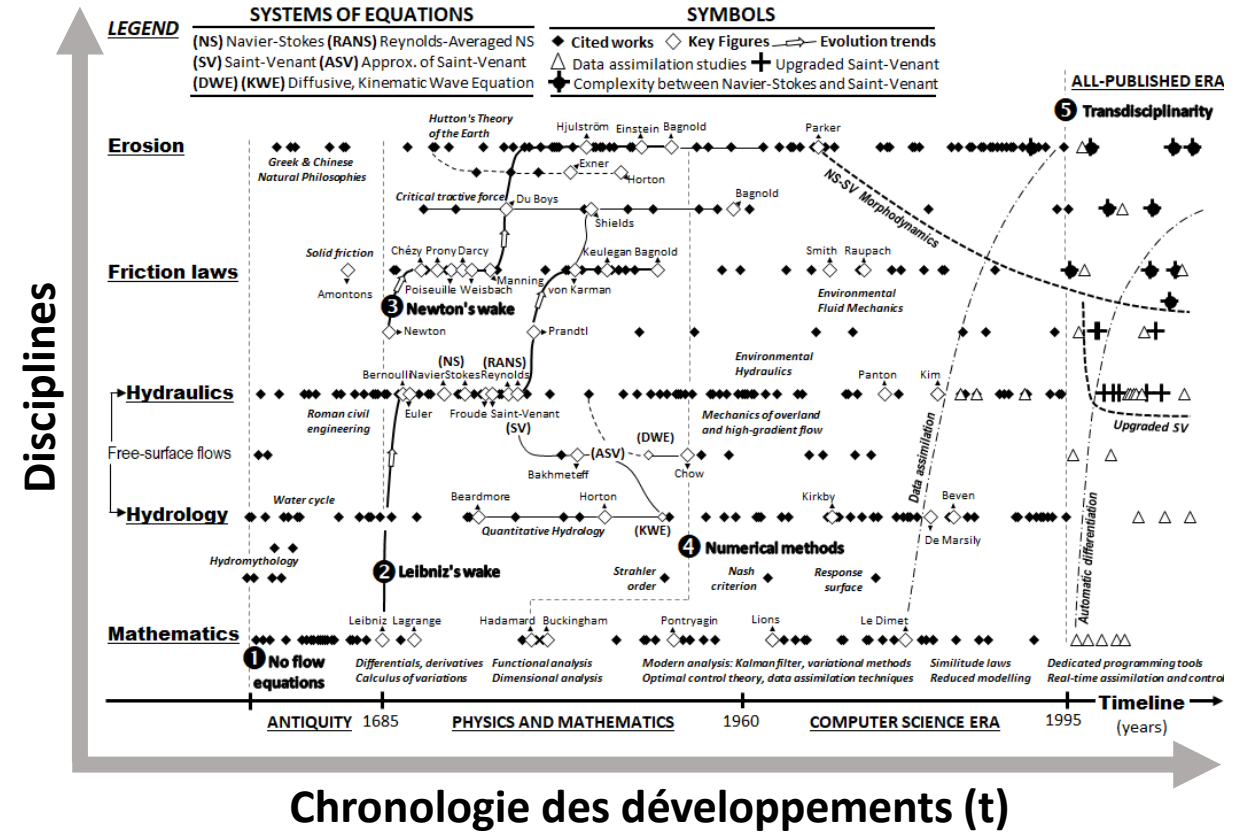 LEGEND
SYSTEMS OF EQUATIONS
(NS) Navier-Stokes (RANS) Reynolds-Averaged NS
(SV) Saint-Venant (ASV) Approx. of Saint-Venant
(DWE) (KWE) Diffusive, Kinematic Wave Equation
SYMBOLS
Cited works Key Figures Evolution trends
Data assimilation studies Upgraded Saint-Venant
Complexity between Navier-Stokes and Saint-Venant
ALL-PUBLISHED ERA
5 Transdisciplinarity
Disciplines
Erosion
Greek & Chinese
Natural Philosophies
Hutton's Theory
of the Earth
Hjulström Einstein Bagnold
Parker
Exner
Horton
NS-SV Morphodynamics
Critical tractive force
Du Boys
Shields
Bagnold
Friction laws
Solid friction
Amontons
Chézy Prony Darcy
Poiseuille Weisbach
Manning
Keulegan Bagnold
von Karman
Smith Raupach
Environmental
Fluid Mechanics
3 Newton's wake
Newton
Prandtl
Hydraulics
Roman civil
engineering
(NS)
(RANS)
Bernoulli Navier Stokes Reynolds
Euler
Froude Saint-Venant
(SV)
Environmental
Hydraulics
Panton
Kim
Mechanics of overland
and high-gradient flow
Upgraded SV
Free-surface flows
Bakhmeteff
(ASV)
(DWE)
Chow
Data assimilation
Automatic differentiation
Hydrology
Water cycle
Beardmore
Horton
Quantitative Hydrology
(KWE)
Kirkby
Beven
De Marsily
Hydromythology
4 Numerical methods
2 Leibniz's wake
Strahler
order
Nash
criterion
Response
surface
Mathematics
Leibniz Lagrange
Hadamard Buckingham
Pontryagin
Lions
Le Dimet
1 No flow
equations
Differentials, derivatives
Calculus of variations
Functional analysis
Dimensional analysis
Modern analysis: Kalman filter, variational methods
Optimal control theory, data assimilation techniques
Similitude laws
Reduced modelling
Dedicated programming tools
Real-time assimilation and control
ANTIQUITY
1685
PHYSICS AND MATHEMATICS
1960
COMPUTER SCIENCE ERA
1995
Timeline
(years)
Chronologie des développements (t)